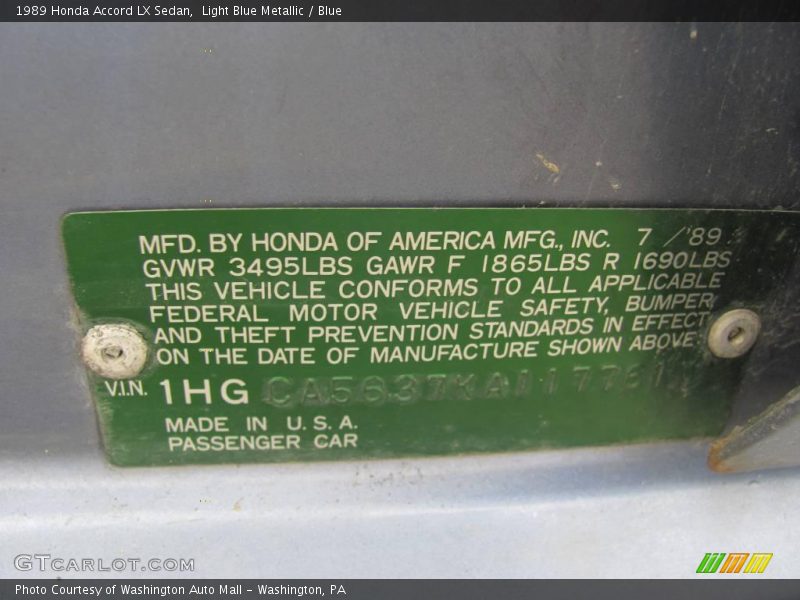 1989 Honda Accord LX Sedan, Light Blue Metallic / Blue
MFD. BY HONDA OF AMERICA MFG., INC. 7 /'89
GVWR 3495LBS GAWR F 1865LBS R 1690LBS
THIS VEHICLE CONFORMS TO ALL APPLICABLE
FEDERAL MOTOR VEHICLE SAFETY, BUMPER
AND THEFT PREVENTION STANDARDS IN EFFECT
ON THE DATE OF MANUFACTURE SHOWN ABOVE.
V.I.N. 1HG
MADE IN U.S.A.
PASSENGER CAR
GTCARLOT.COM
Photo Courtesy of Washington Auto Mall - Washington, PA